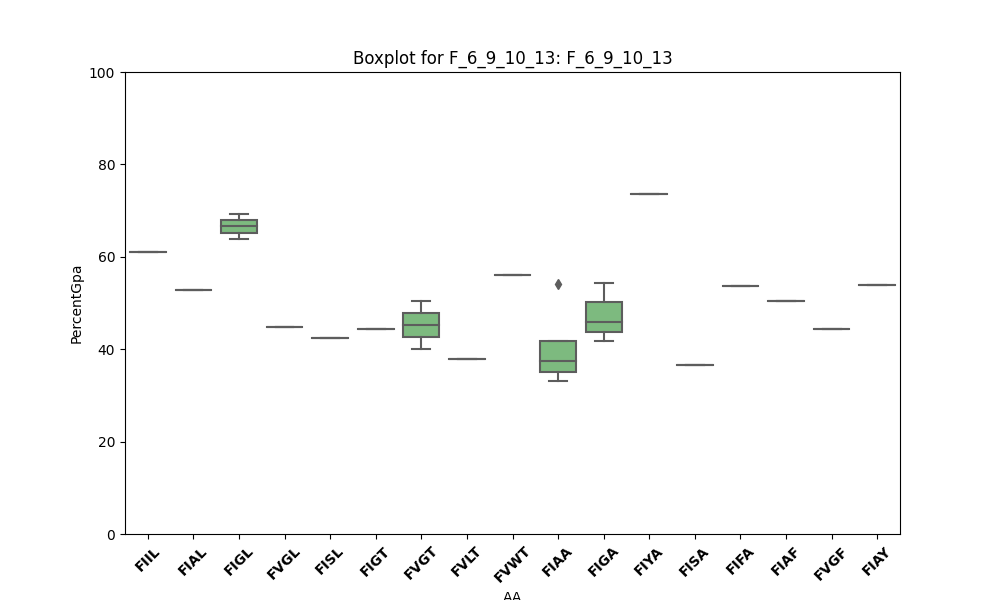 Boxplot for F_6_9_10_13: F_6_9_10_13
100
80
60
40
20
0
PercentGpa
FIIL
FIAL
FIGL
FVGL
FISL
FIGT
FVGT
FVLT
FVWT
FIAA
FIGA
FIYA
FISA
FIFA
FIAF
FVGF
FIAY
AA